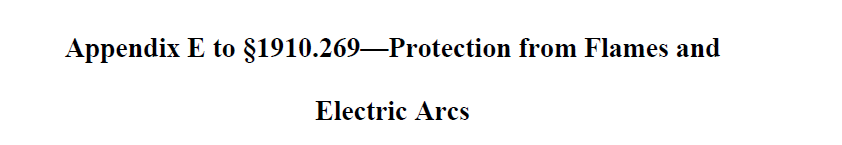 Appendix E to §1910.269—Protection from Flames and
Electric Arcs